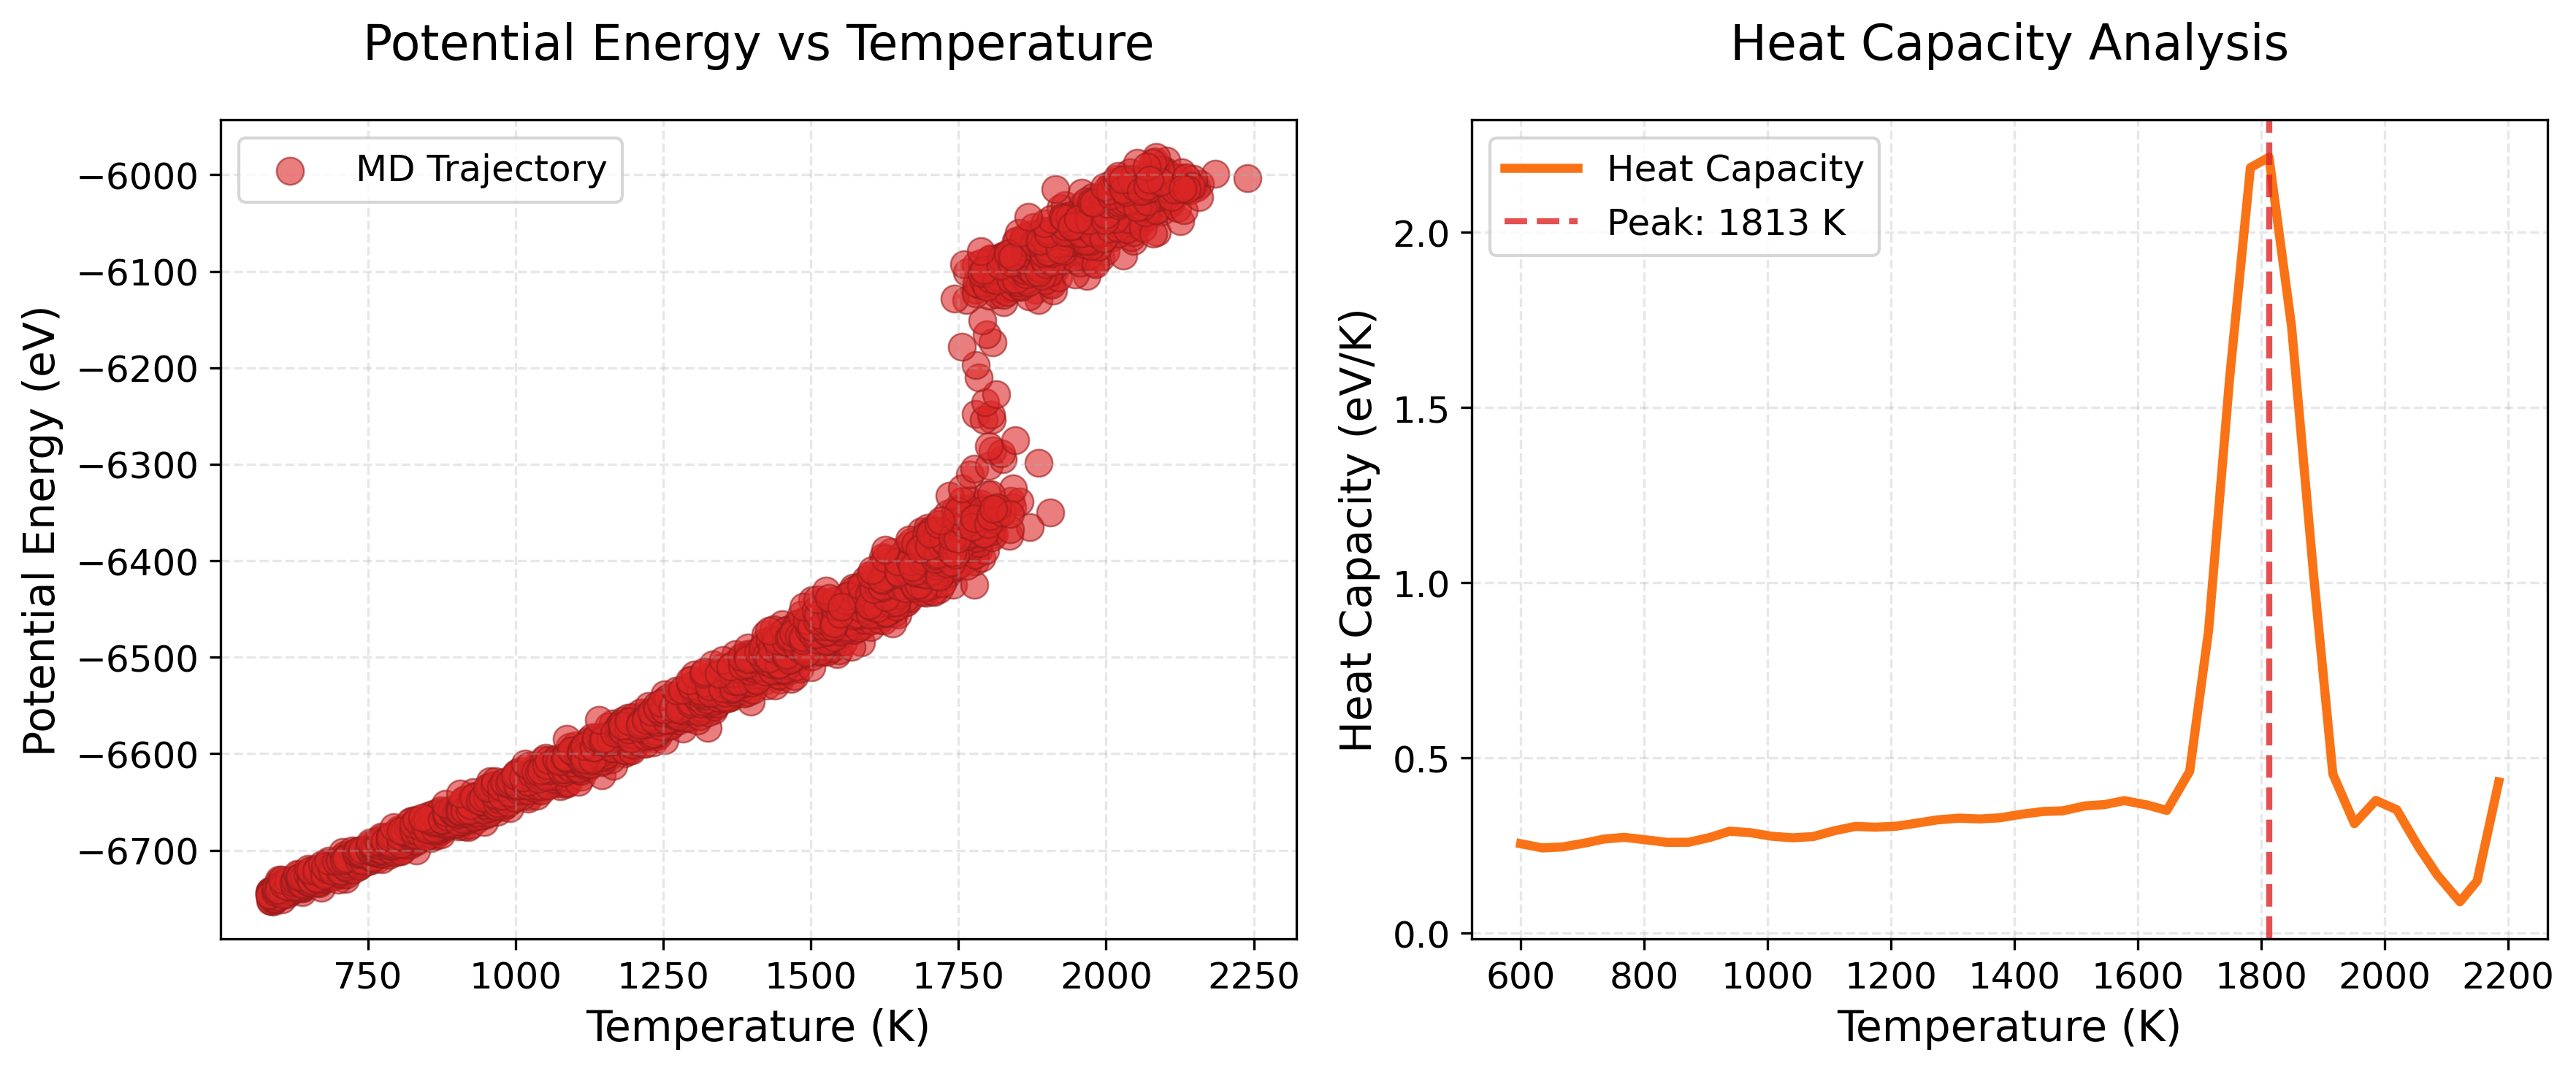 Potential Energy vs Temperature
MD Trajectory
Potential Energy (eV)
−6000
−6100
−6200
−6300
−6400
−6500
−6600
−6700
750 1000 1250 1500 1750 2000 2250
Temperature (K)
Heat Capacity Analysis
Heat Capacity
Peak: 1813 K
Heat Capacity (eV/K)
2.0
1.5
1.0
0.5
0.0
600 800 1000 1200 1400 1600 1800 2000 2200
Temperature (K)